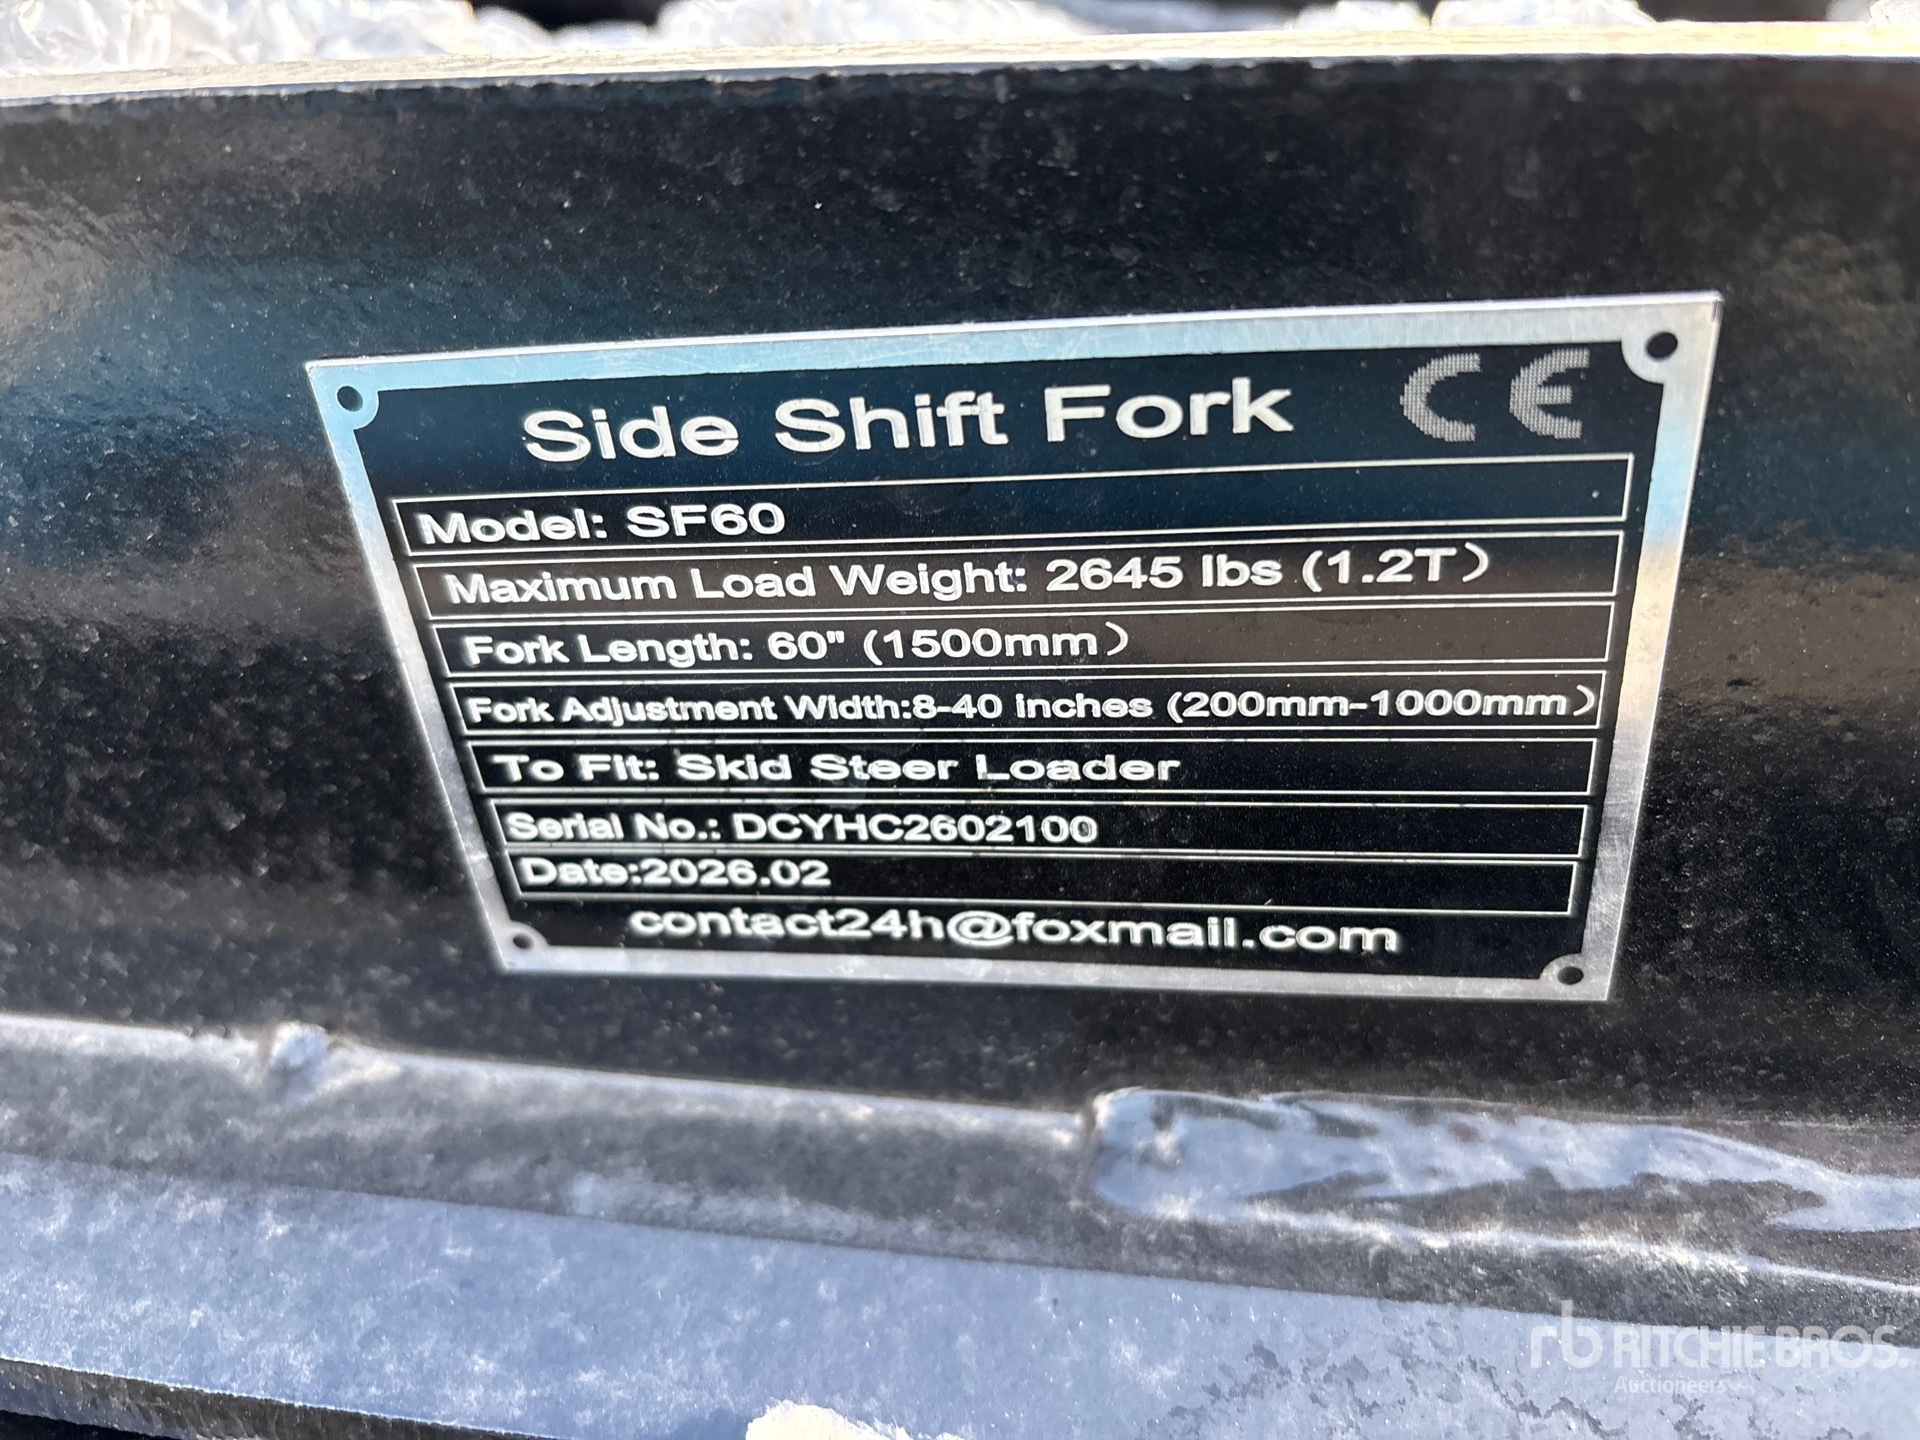 Side Shift Fork CE
Model: SF60
Maximum Load Weight: 2645 lbs (1.2T)
Fork Length: 60" (1500mm)
Fork Adjustment Width:8-40 inches (200mm-1000mm)
To Fit: Skid Steer Loader
Serial No.: DCYHC2602100
Date:2026.02
contact24h@foxmail.com
rb RITCHIE BROS.
Auctioneers